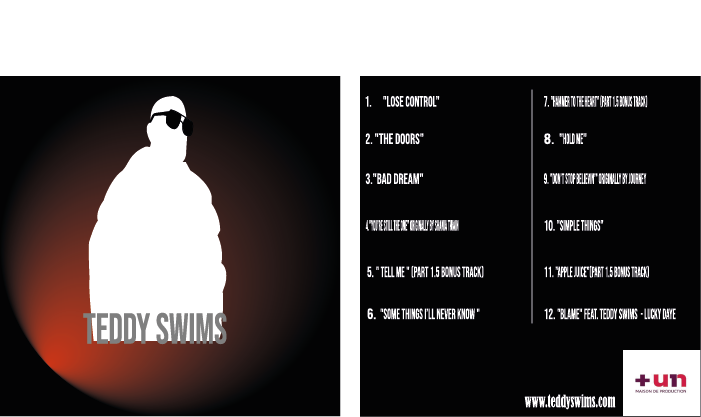 TEDDY SWIMS
1. "LOSE CONTROL"
2. "THE DOORS"
3."BAD DREAM"
4."YOU'RE STILL THE ONE" ORIGINALLY BY SHANIA TWAIN
5. " TELL ME " (PART 1.5 BONUS TRACK)
6. "SOME THINGS I'LL NEVER KNOW "
7. "HAMMER TO THE HEART" (PART 1.5 BONUS TRACK)
8. "HOLD ME"
9. "DON'T STOP BELIEVIN'" ORIGINALLY BY JOURNEY
10. "SIMPLE THINGS"
11. "APPLE JUICE"(PART 1.5 BONUS TRACK)
12. "BLAME" FEAT. TEDDY SWIMS - LUCKY DAYE
www.teddyswims.com
+un
MAISON DE PRODUCTION